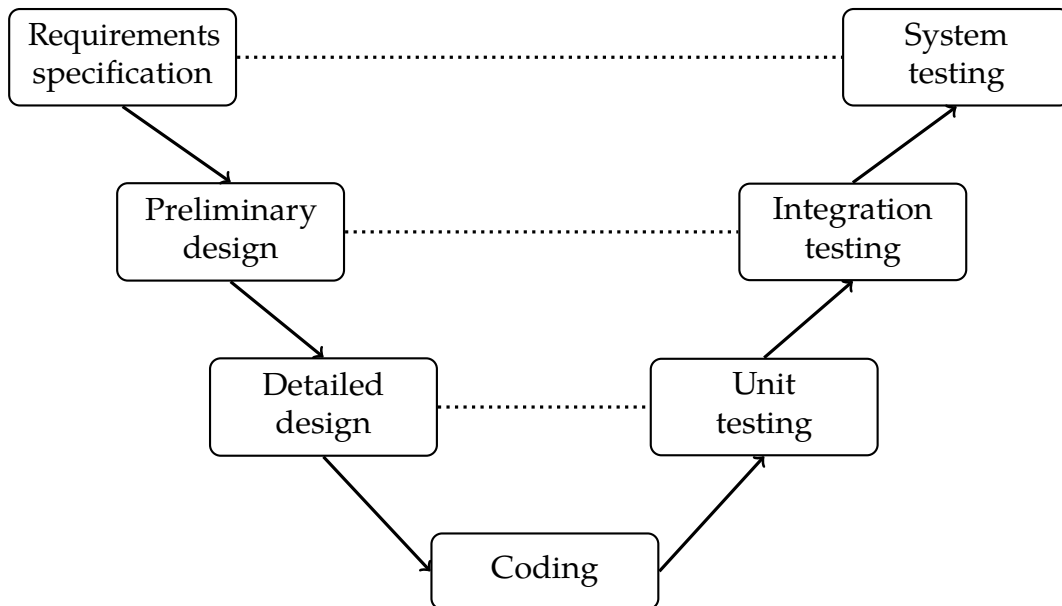 Requirements
specification
System
testing
Preliminary
design
Integration
testing
Detailed
design
Unit
testing
Coding